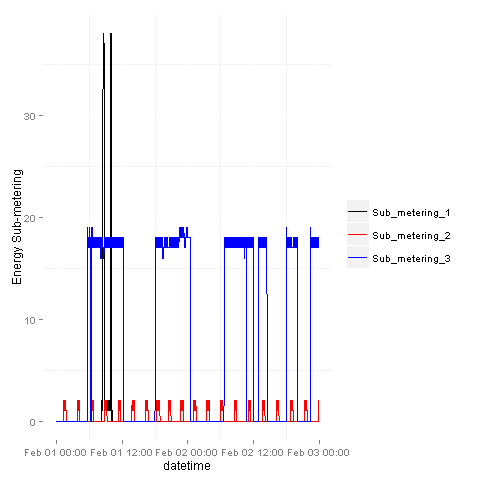 30
20
10
0
Energy Sub-metering
Feb 01 00:00 Feb 01 12:00 Feb 02 00:00 Feb 02 12:00 Feb 03 00:00
datetime
Sub_metering_1
Sub_metering_2
Sub_metering_3